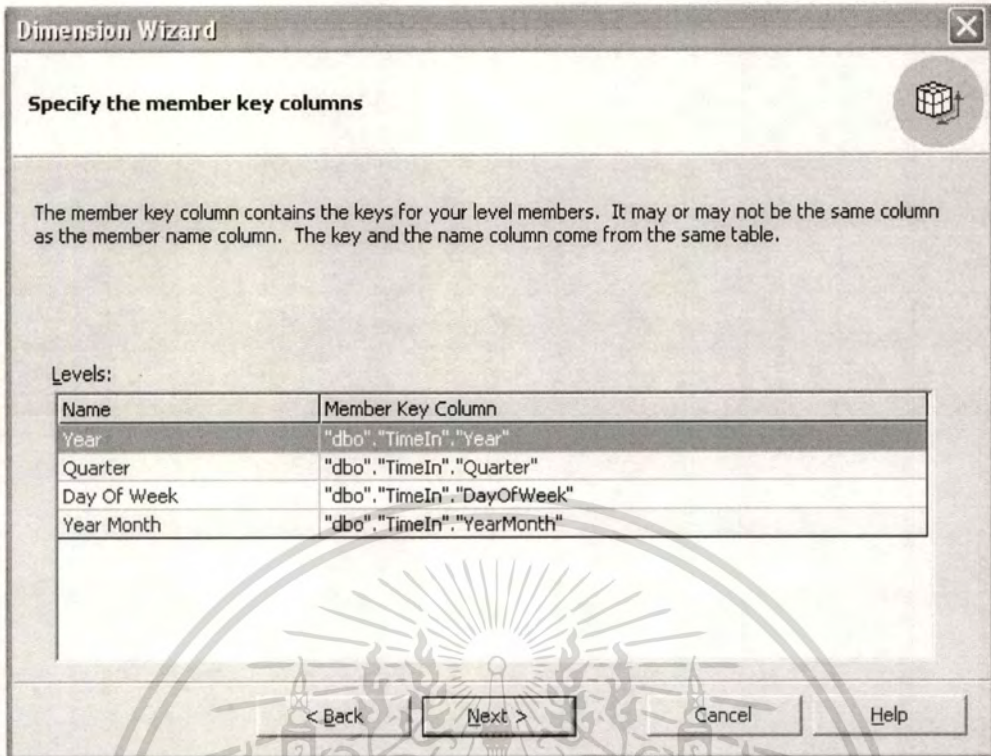 Dimension Wizard
Specify the member key columns
The member key column contains the keys for your level members. It may or may not be the same column
as the member name column. The key and the name column come from the same table.
Levels:
Name Member Key Column
Year "dbo"."TimeIn"."Year"
Quarter "dbo"."TimeIn"."Quarter"
Day Of Week "dbo"."TimeIn"."DayOfWeek"
Year Month "dbo"."TimeIn"."YearMonth"
< Back Next > Cancel Help